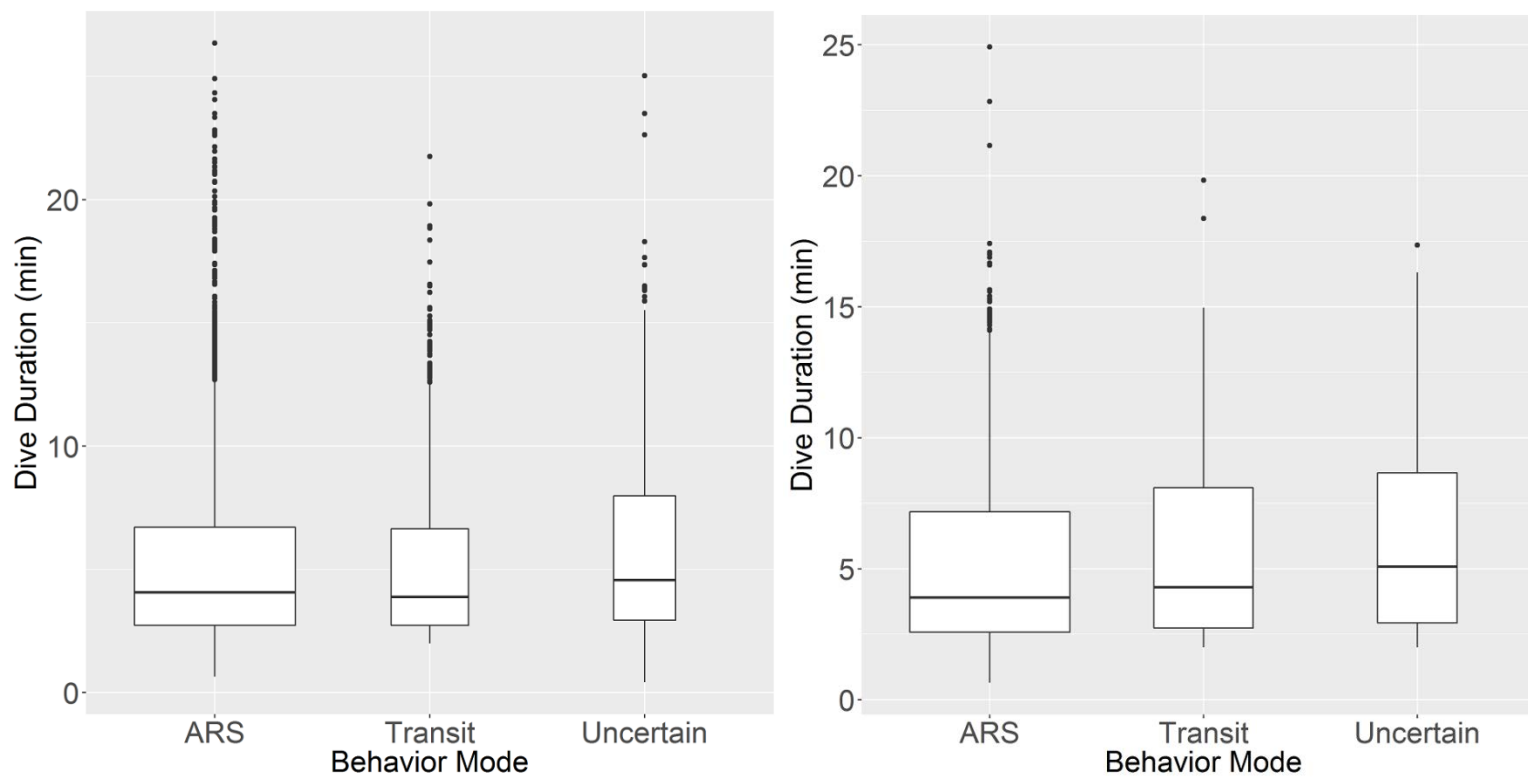 Dive Duration (min)
20
10
0
ARS Transit Uncertain
Behavior Mode
Dive Duration (min)
25
20
15
10
5
0
ARS Transit Uncertain
Behavior Mode